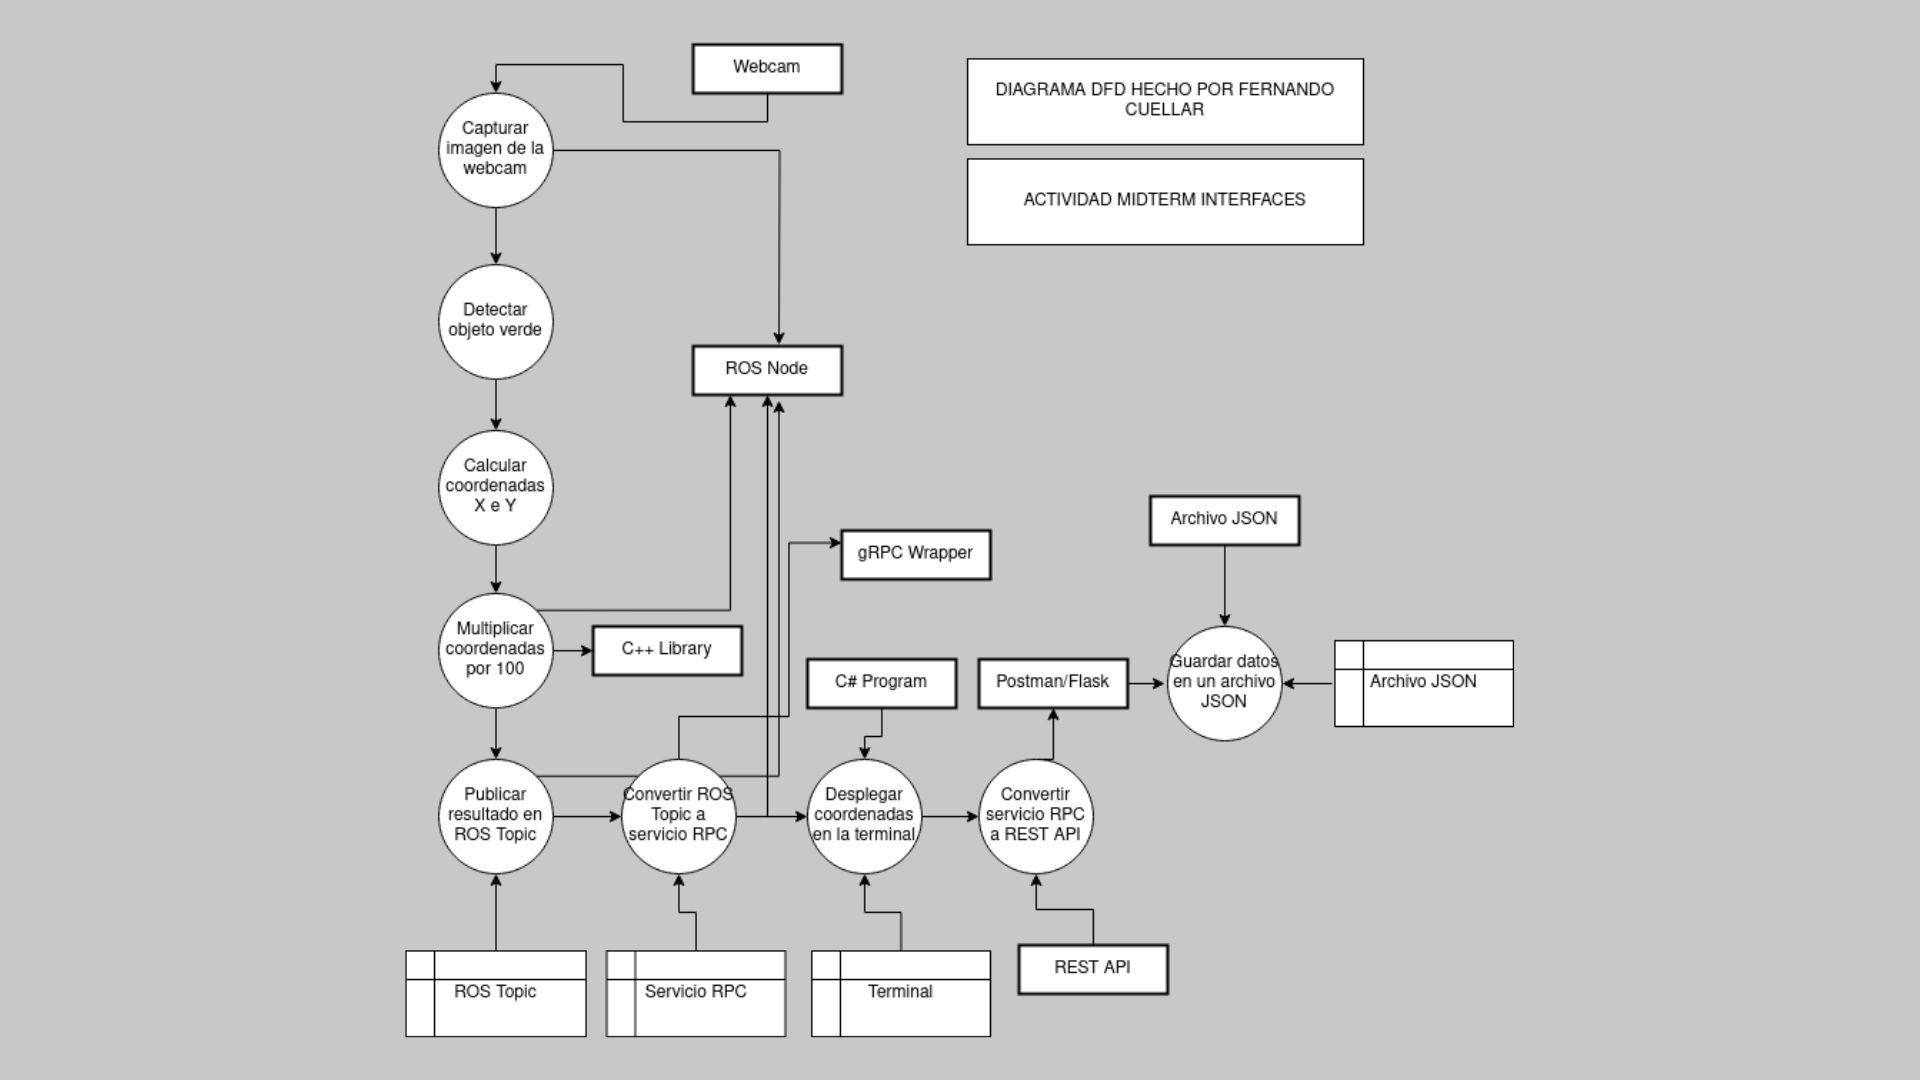 Webcam
DIAGRAMA DFD HECHO POR FERNANDO
CUELLAR
Capturar
imagen de la
webcam
ACTIVIDAD MIDTERM INTERFACES
Detectar
objeto verde
ROS Node
Calcular
coordenadas
X e Y
Archivo JSON
gRPC Wrapper
Multiplicar
coordenadas
por 100
C++ Library
C# Program
Postman/Flask
Guardar datos
en un archivo
JSON
Archivo JSON
Publicar
resultado en
ROS Topic
Convertir ROS
Topic a
servicio RPC
Desplegar
coordenadas
en la terminal
Convertir
servicio RPC
a REST API
ROS Topic
Servicio RPC
Terminal
REST API